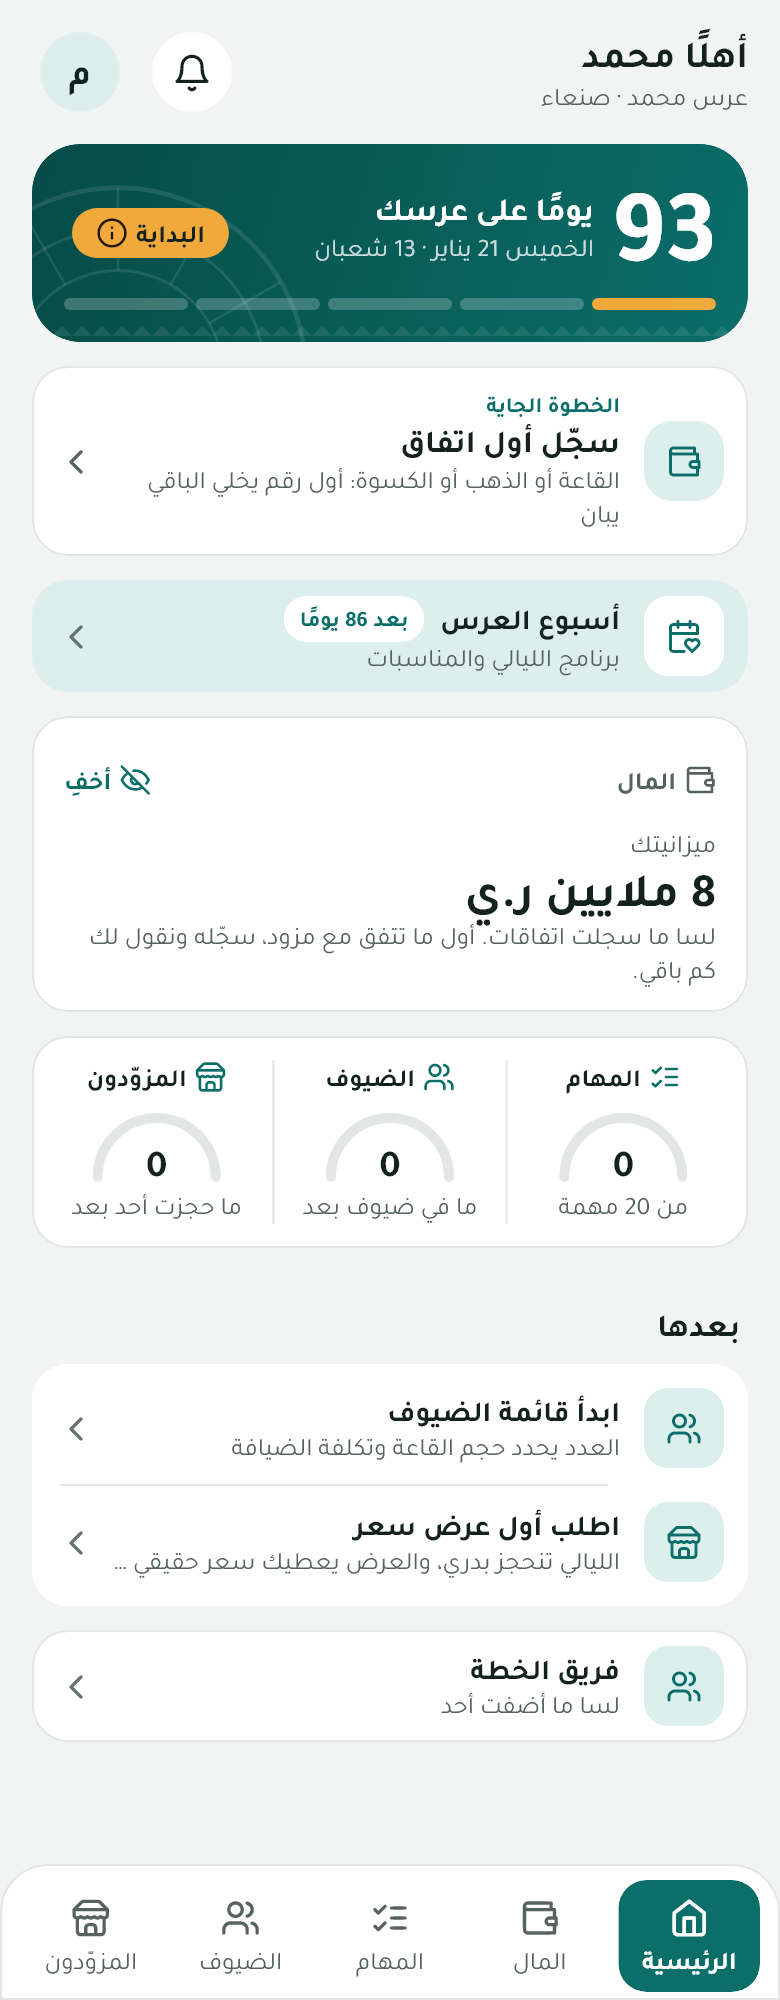 أهلًا محمد
عرس محمد · صنعاء
م
93
يومًا على عرسك
الخميس 21 يناير · 13 شعبان
البداية
الخطوة الجاية
سجّل أول اتفاق
القاعة أو الذهب أو الكسوة: أول رقم يخلي الباقي
يبان
أسبوع العرس
بعد 86 يومًا
برنامج الليالي والمناسبات
المال
أخفِ
ميزانيتك
8 ملايين ر.ي
لسا ما سجلت اتفاقات. أول ما تتفق مع مزود، سجّله ونقول لك
كم باقي.
المهام
0
من 20 مهمة
الضيوف
0
ما في ضيوف بعد
المزوّدون
0
ما حجزت أحد بعد
بعدها
ابدأ قائمة الضيوف
العدد يحدد حجم القاعة وتكلفة الضيافة
اطلب أول عرض سعر
الليالي تنحجز بدري، والعرض يعطيك سعر حقيقي ...
فريق الخطة
لسا ما أضفت أحد
الرئيسية
المال
المهام
الضيوف
المزوّدون